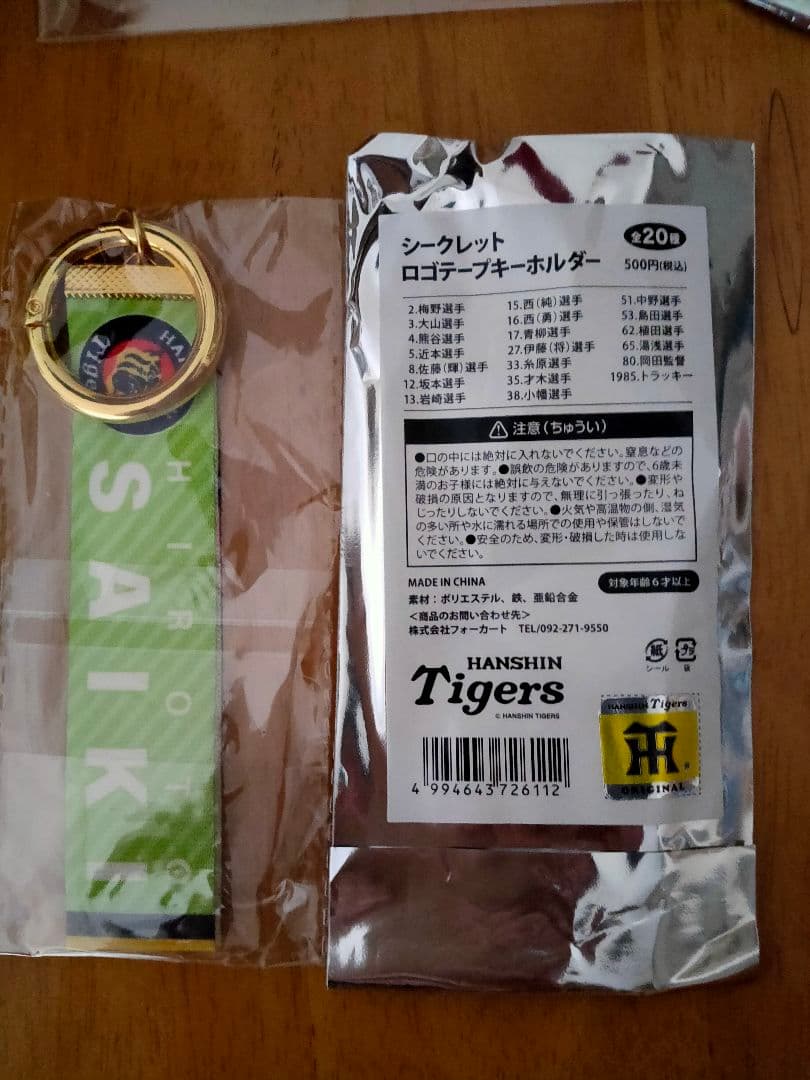 HAN
Tige
HIROTO
SAIKI
シークレット
ロゴテープキーホルダー
全20種
500円(税込)
2.梅野選手
3.大山選手
4.熊谷選手
5.近本選手
8.佐藤(輝)選手
12.坂本選手
13.岩崎選手
15.西(純)選手
16.西(勇)選手
17.青柳選手
27.伊藤(将)選手
33.糸原選手
35.才木選手
38.小幡選手
51.中野選手
53.島田選手
62.植田選手
65.湯浅選手
80.岡田監督
1985.トラッキー
注意(ちゅうい)
●口の中には絶対に入れないでください。窒息などの
危険があります。●誤飲の危険がありますので、6歳未
満のお子様には絶対に与えないでください。●変形や
破損の原因となりますので、無理に引っ張ったり、ね
じったりしないでください。●火気や高温物の側、湿気
の多い所や水に濡れる場所での使用や保管はしないで
ください。●安全のため、変形・破損した時は使用しな
いでください。
MADE IN CHINA
対象年齢6才以上
素材：ポリエステル、鉄、亜鉛合金
＜商品のお問い合わせ先＞
株式会社フォーカート TEL/092-271-9550
紙
シール
プラ
袋
HANSHIN
Tigers
© HANSHIN TIGERS
4 994643 726112
HANSHIN Tigers
TH
ORIGINAL